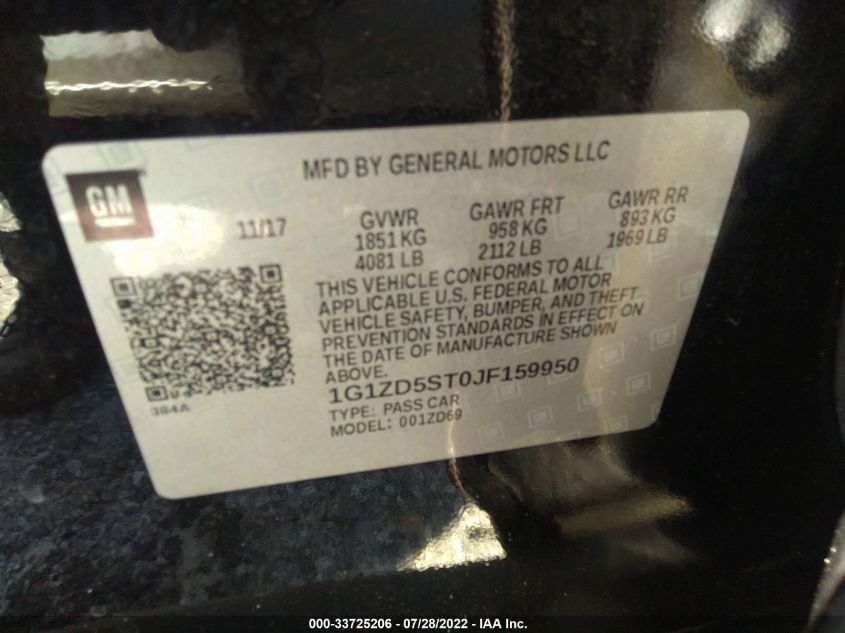 MFD BY GENERAL MOTORS LLC
GM
11/17
GVWR
1851 KG
4081 LB
GAWR FRT
958 KG
2112 LB
GAWR RR
893 KG
1969 LB
THIS VEHICLE CONFORMS TO ALL
APPLICABLE U.S. FEDERAL MOTOR
VEHICLE SAFETY, BUMPER, AND THEFT
PREVENTION STANDARDS IN EFFECT ON
THE DATE OF MANUFACTURE SHOWN
ABOVE.
1G1ZD5ST0JF159950
TYPE: PASS CAR
MODEL: 001ZD69
384A
000-33725206 - 07/28/2022 - IAA Inc.